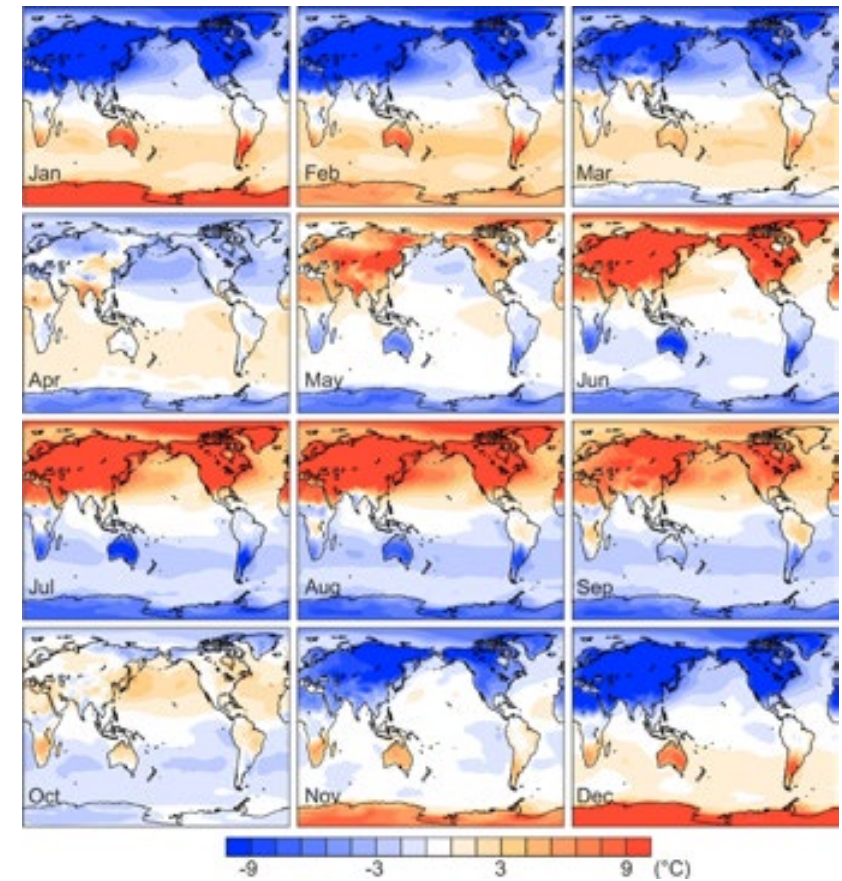 Jan Feb Mar
Apr May Jun
Jul Aug Sep
Oct Nov Dec
-9 -3 3 9 (°C)